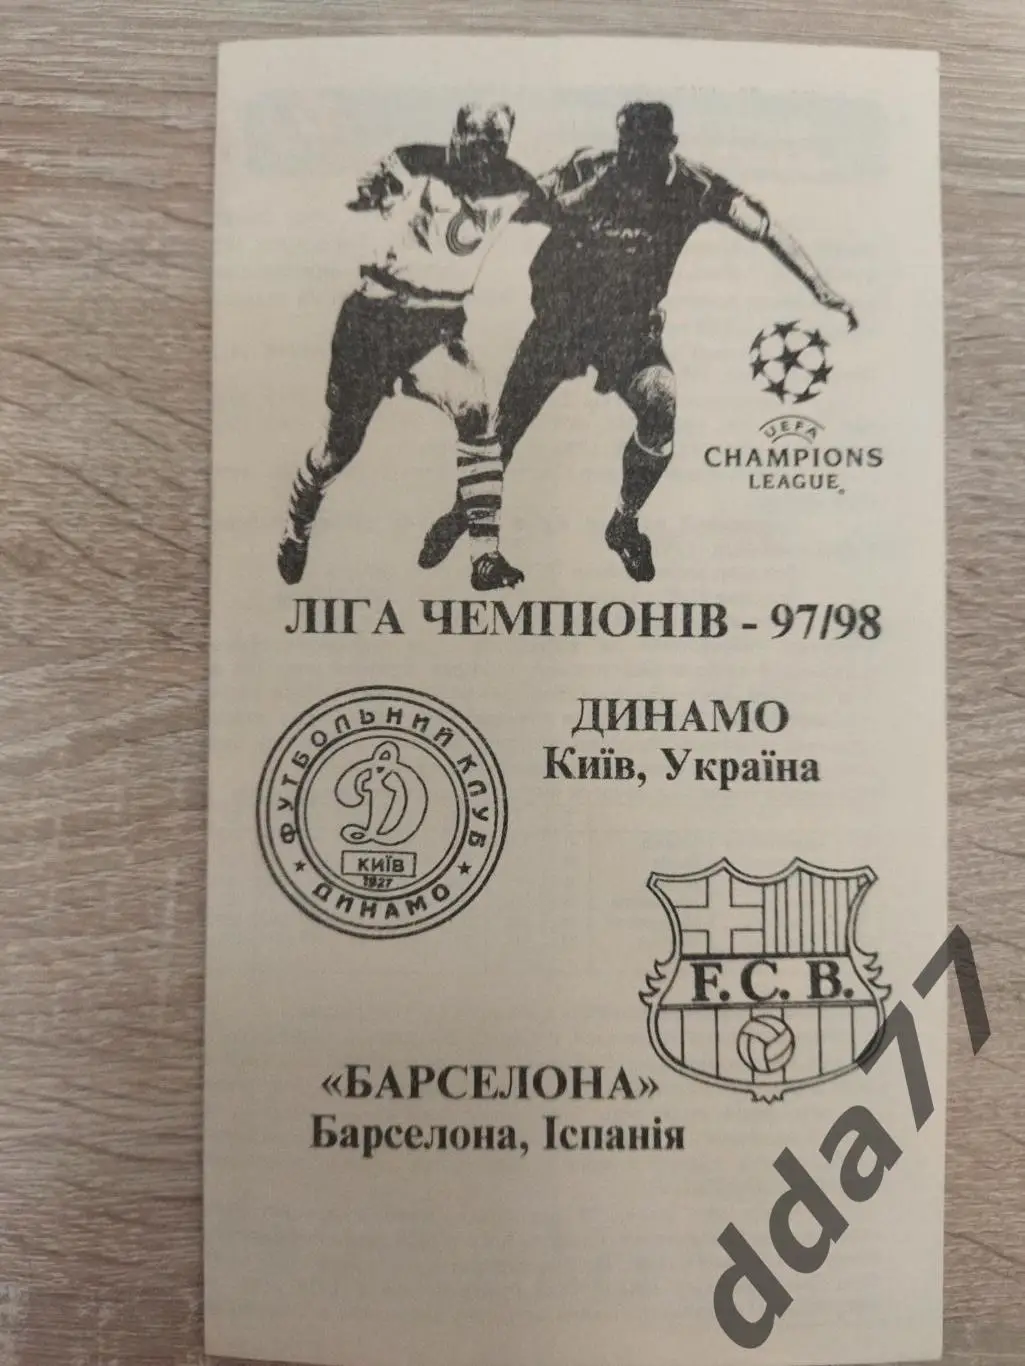 UEFA
CHAMPIONS
LEAGUE
ЛІГА ЧЕМПІОНІВ - 97/98
ФУТБОЛЬНИЙ КЛУБ
КИЇВ
1927
★ ДИНАМО ★
ДИНАМО
Київ, Україна
F. C. B.
«БАРСЕЛОНА»
Барселона, Іспанія
dda77